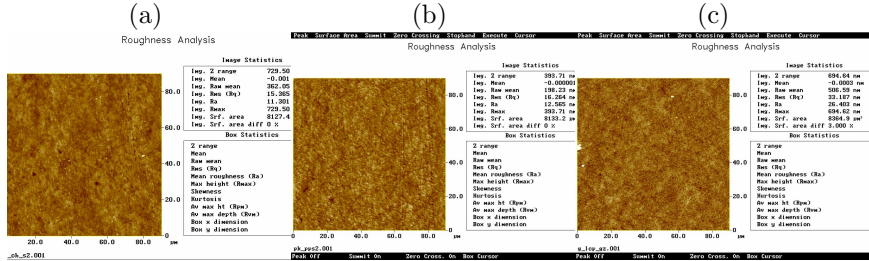 (a)
(b)
(c)
Roughness Analysis
Image Statistics
Img. Z range 729.50
Img. Mean -0.001
Img. Raw mean 362.05
Img. Rms (Rq) 15.365
Img. Ra 11.301
Img. Rmax 729.50
Img. Srf. area 8127.4
Img. Srf. area diff 0 %
Box Statistics
Z range
Mean
Raw mean
Rms (Rq)
Mean roughness (Ra)
Max height (Rmax)
Skewness
Kurtosis
Av max ht (Rpm)
Av max depth (Rvm)
Box x dimension
Box y dimension
80.0
40.0
0
20.0 40.0 60.0 80.0
µm
_ch_s2.001
Peak Surface Area Summit Zero Crossing Stopband Execute Cursor
Roughness Analysis
Image Statistics
Img. Z range 393.71 nm
Img. Mean -0.000001
Img. Raw mean 198.23 nm
Img. Rms (Rq) 16.264 nm
Img. Ra 12.565 nm
Img. Rmax 393.71 nm
Img. Srf. area 8133.2 µm²
Img. Srf. area diff 0 %
Box Statistics
Z range
Mean
Raw mean
Rms (Rq)
Mean roughness (Ra)
Max height (Rmax)
Skewness
Kurtosis
Av max ht (Rpm)
Av max depth (Rvm)
Box x dimension
Box y dimension
80.0
60.0
40.0
20.0
0
20.0 40.0 60.0 80.0
µm
pk_pps2.001
Peak Off Summit On Zero Cross. On Box Cursor
Peak Surface Area Summit Zero Crossing Stopband Execute Cursor
Roughness Analysis
Image Statistics
Img. Z range 694.64 nm
Img. Mean -0.0003 nm
Img. Raw mean 506.59 nm
Img. Rms (Rq) 33.187 nm
Img. Ra 26.403 nm
Img. Rmax 694.62 nm
Img. Srf. area 8364.9 µm²
Img. Srf. area diff 3.000 %
Box Statistics
Z range
Mean
Raw mean
Rms (Rq)
Mean roughness (Ra)
Max height (Rmax)
Skewness
Kurtosis
Av max ht (Rpm)
Av max depth (Rvm)
Box x dimension
Box y dimension
80.0
60.0
40.0
20.0
0
20.0 40.0 60.0 80.0
µm
g_lcp_gz.001
Peak Off Summit On Zero Cross. On Box Cursor